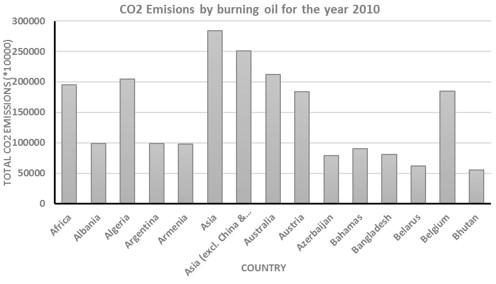 CO2 Emisions by burning oil for the year 2010
TOTAL CO2 EMISSIONS (*10000)
300000
250000
200000
150000
100000
50000
0
Africa
Albania
Algeria
Argentina
Armenia
Asia
Asia (excl. China &...
Australia
Austria
Azerbaijan
Bahamas
Bangladesh
Belarus
Belgium
Bhutan
COUNTRY